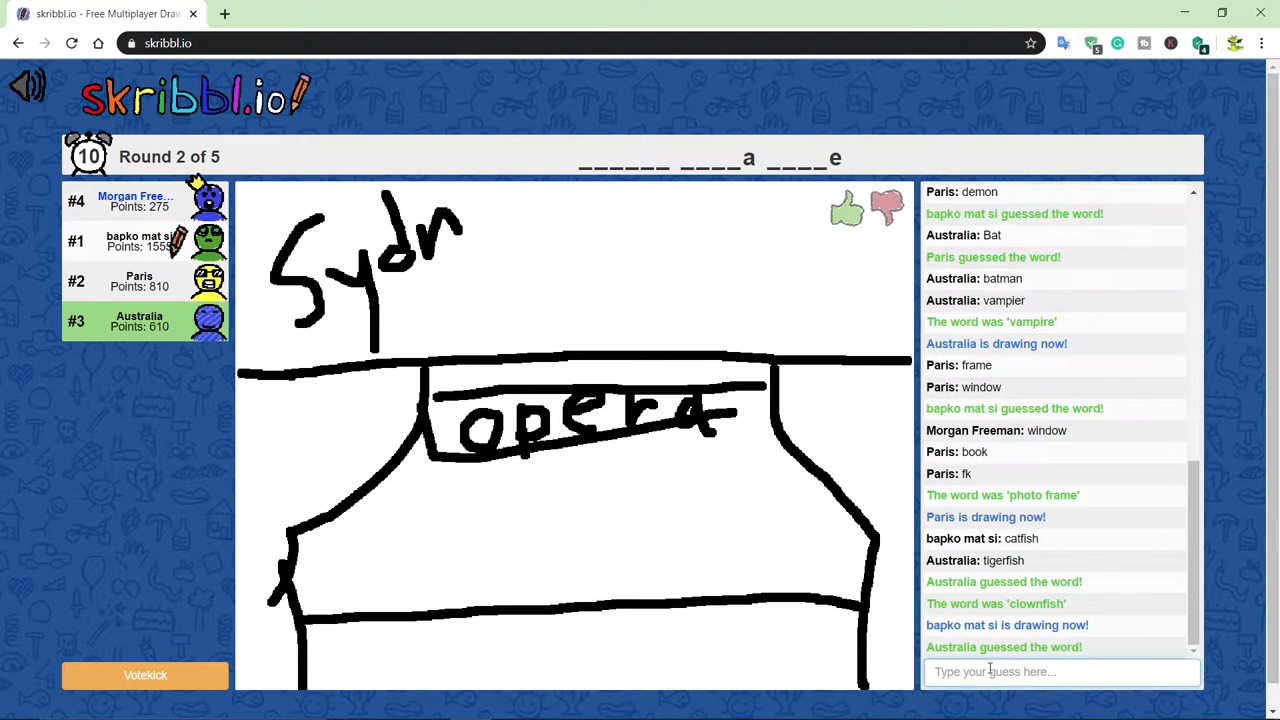 skribbl.io - Free Multiplayer Draw
skribbl.io
5
4
skribbl.io
10
Round 2 of 5
______ ____a ____e
#4
Morgan Free...
Points: 275
#1
bapko mat si
Points: 1555
#2
Paris
Points: 810
#3
Australia
Points: 610
Votekick
Sydn
opera
Paris: demon
bapko mat si guessed the word!
Australia: Bat
Paris guessed the word!
Australia: batman
Australia: vampier
The word was 'vampire'
Australia is drawing now!
Paris: frame
Paris: window
bapko mat si guessed the word!
Morgan Freeman: window
Paris: book
Paris: fk
The word was 'photo frame'
Paris is drawing now!
bapko mat si: catfish
Australia: tigerfish
Australia guessed the word!
The word was 'clownfish'
bapko mat si is drawing now!
Australia guessed the word!
Type your guess here...